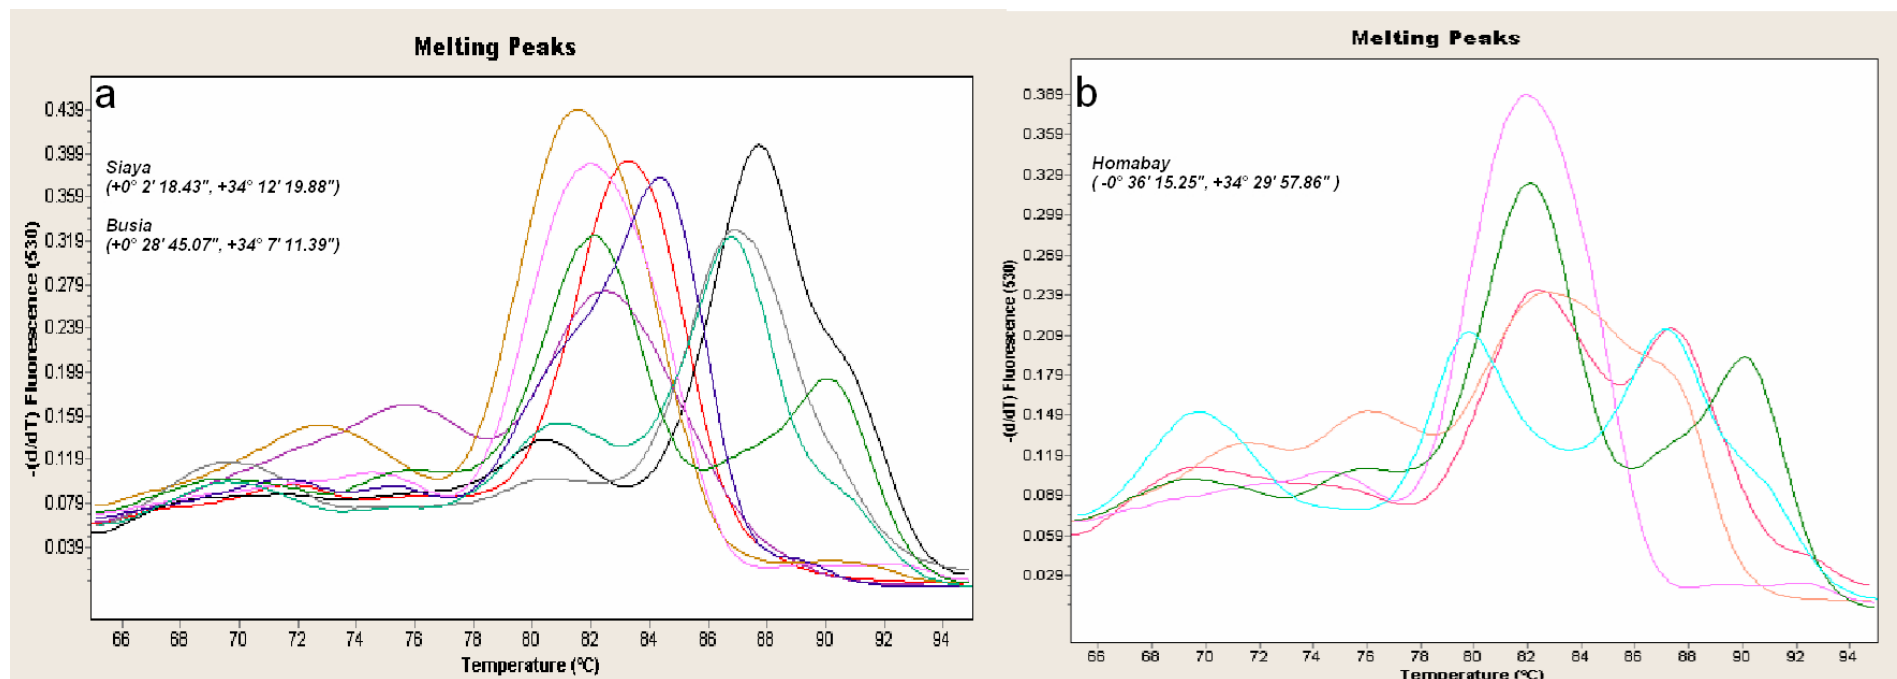 Melting Peaks
a
Siaya
(+0° 2' 18.43", +34° 12' 19.88")
Busia
(+0° 28' 45.07", +34° 7' 11.39")
-(d/dT) Fluorescence (530)
0.439
0.399
0.359
0.319
0.279
0.239
0.199
0.159
0.119
0.079
0.039
66 68 70 72 74 76 78 80 82 84 86 88 90 92 94
Temperature (°C)
Melting Peaks
b
Homabay
( -0° 36' 15.25", +34° 29' 57.86" )
-(d/dT) Fluorescence (530)
0.389
0.359
0.329
0.299
0.269
0.239
0.209
0.179
0.149
0.119
0.089
0.059
0.029
66 68 70 72 74 76 78 80 82 84 86 88 90 92 94
Temperature (°C)